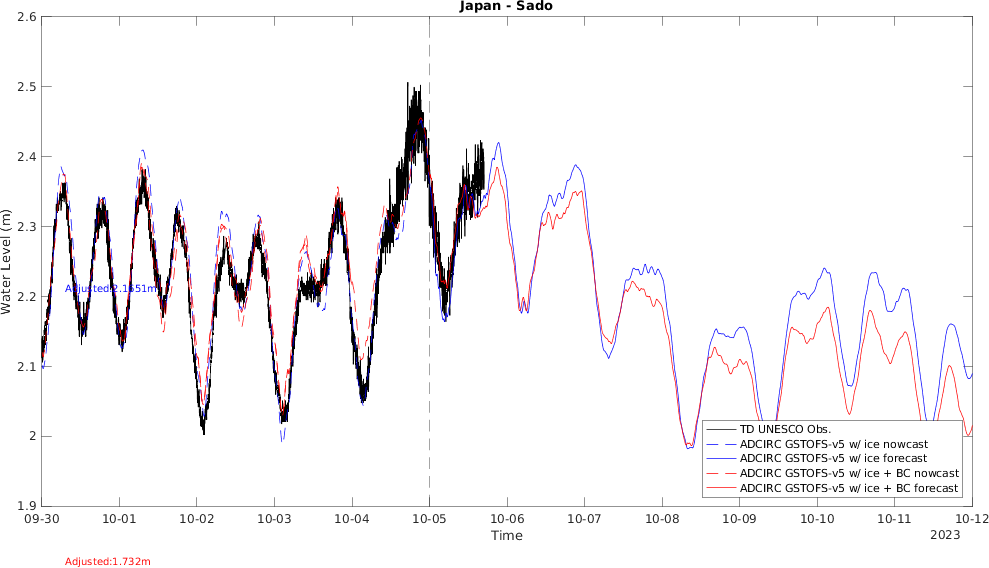 Japan - Sado
2.6
2.5
2.4
2.3
2.2
2.1
2
1.9
Water Level (m)
Adjusted:2.1651m
TD UNESCO Obs.
ADCIRC GSTOFS-v5 w/ ice nowcast
ADCIRC GSTOFS-v5 w/ ice forecast
ADCIRC GSTOFS-v5 w/ ice + BC nowcast
ADCIRC GSTOFS-v5 w/ ice + BC forecast
09-30 10-01 10-02 10-03 10-04 10-05 10-06 10-07 10-08 10-09 10-10 10-11 10-12
Time
2023
Adjusted:1.732m